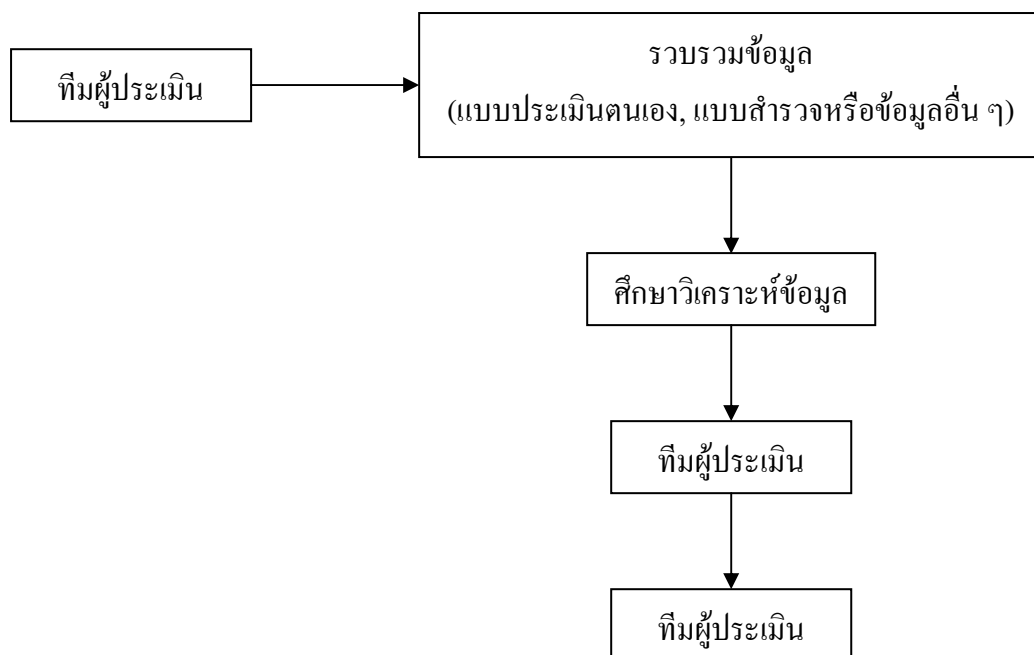 ทีมผู้ประเมิน
รวบรวมข้อมูล
(แบบประเมินตนเอง, แบบสำรวจหรือข้อมูลอื่น ๆ)
ศึกษาวิเคราะห์ข้อมูล
ทีมผู้ประเมิน
ทีมผู้ประเมิน